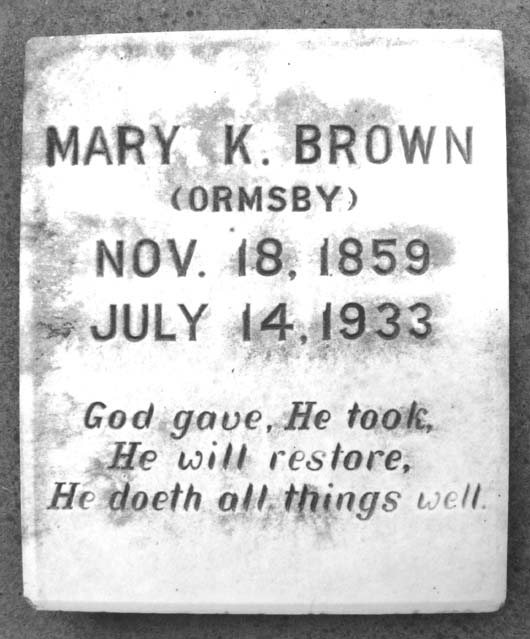 MARY K. BROWN
(ORMSBY)
NOV. 18, 1859
JULY 14, 1933
God gave, He took,
He will restore,
He doeth all things well.